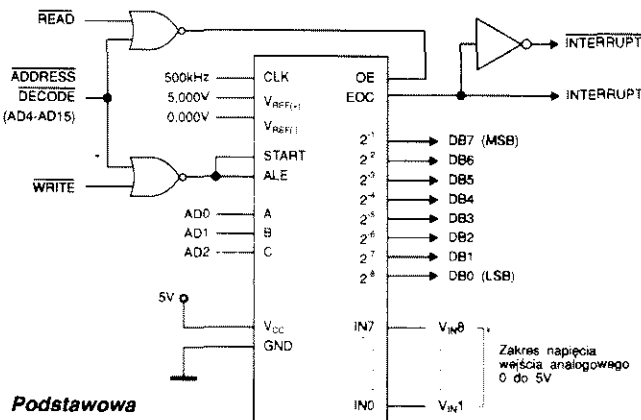 READ
ADDRESS
DECODE
(AD4-AD15)
WRITE
500kHz
5.000V
0.000V
CLK
VREF(+)
VREF(-)
START
ALE
AD0
A
AD1
B
AD2
C
5V
VCC
GND
OE
EOC
INTERRUPT
INTERRUPT
2⁻¹ DB7 (MSB)
2⁻² DB6
2⁻³ DB5
2⁻⁴ DB4
2⁻⁵ DB3
2⁻⁶ DB2
2⁻⁷ DB1
2⁻⁸ DB0 (LSB)
IN7 VIN8
IN0 VIN1
Zakres napięcia
wejścia analogowego
0 do 5V
Podstawowa